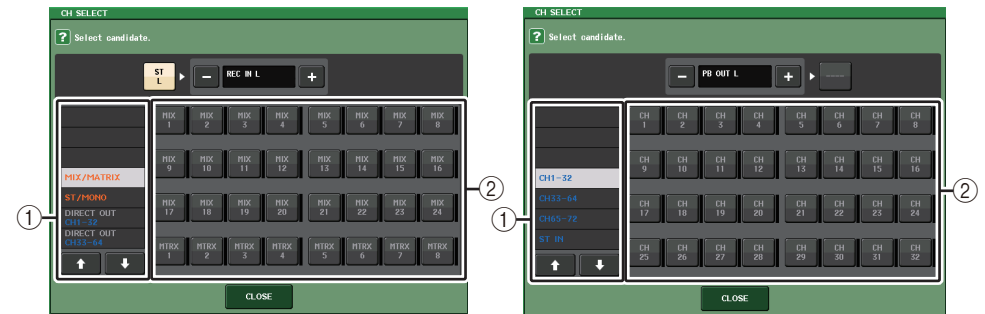 CH SELECT
? Select candidate.
ST L
− REC IN L +
MIX/MATRIX
ST/MONO
DIRECT OUT
CH1-32
DIRECT OUT
CH33-64
MIX 1 MIX 2 MIX 3 MIX 4 MIX 5 MIX 6 MIX 7 MIX 8
MIX 9 MIX 10 MIX 11 MIX 12 MIX 13 MIX 14 MIX 15 MIX 16
MIX 17 MIX 18 MIX 19 MIX 20 MIX 21 MIX 22 MIX 23 MIX 24
MTRX 1 MTRX 2 MTRX 3 MTRX 4 MTRX 5 MTRX 6 MTRX 7 MTRX 8
CLOSE
①
②
CH SELECT
? Select candidate.
− PB OUT L +
----
CH1-32
CH33-64
CH65-72
ST IN
CH 1 CH 2 CH 3 CH 4 CH 5 CH 6 CH 7 CH 8
CH 9 CH 10 CH 11 CH 12 CH 13 CH 14 CH 15 CH 16
CH 17 CH 18 CH 19 CH 20 CH 21 CH 22 CH 23 CH 24
CH 25 CH 26 CH 27 CH 28 CH 29 CH 30 CH 31 CH 32
CLOSE
①
②